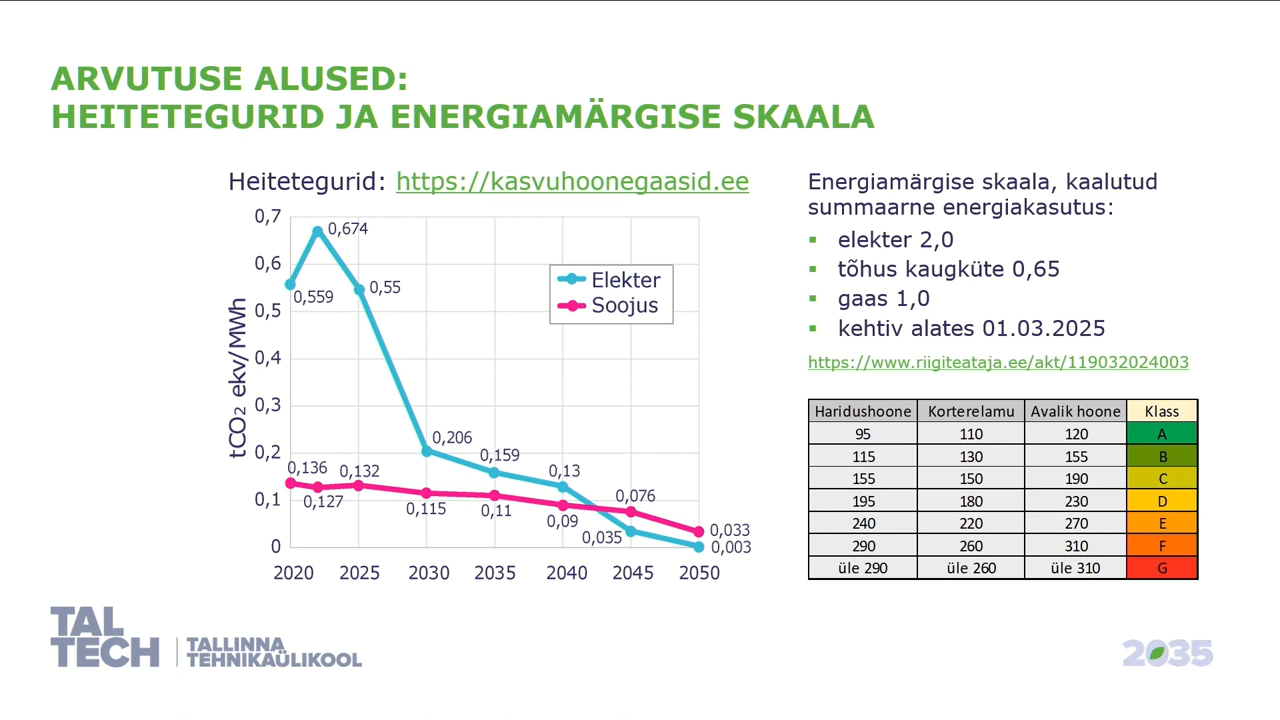 ARVUTUSE ALUSED:
HEITETEGURID JA ENERGIAMÄRGISE SKAALA
Heitetegurid: https://kasvuhoonegaasid.ee
tCO₂ ekv/MWh
0,7
0,6
0,5
0,4
0,3
0,2
0,1
0
0,674
0,559
0,55
0,206
0,159
0,13
0,035
0,003
0,136
0,127
0,132
0,115
0,11
0,09
0,076
0,033
Elekter
Soojus
2020 2025 2030 2035 2040 2045 2050
Energiamärgise skaala, kaalutud
summaarne energiakasutus:
▪ elekter 2,0
▪ tõhus kaugküte 0,65
▪ gaas 1,0
▪ kehtiv alates 01.03.2025
https://www.riigiteataja.ee/akt/119032024003
Haridushoone Korterelamu Avalik hoone Klass
95 110 120 A
115 130 155 B
155 150 190 C
195 180 230 D
240 220 270 E
290 260 310 F
üle 290 üle 260 üle 310 G
TAL
TECH
TALLINNA
TEHNIKAÜLIKOOL
2035